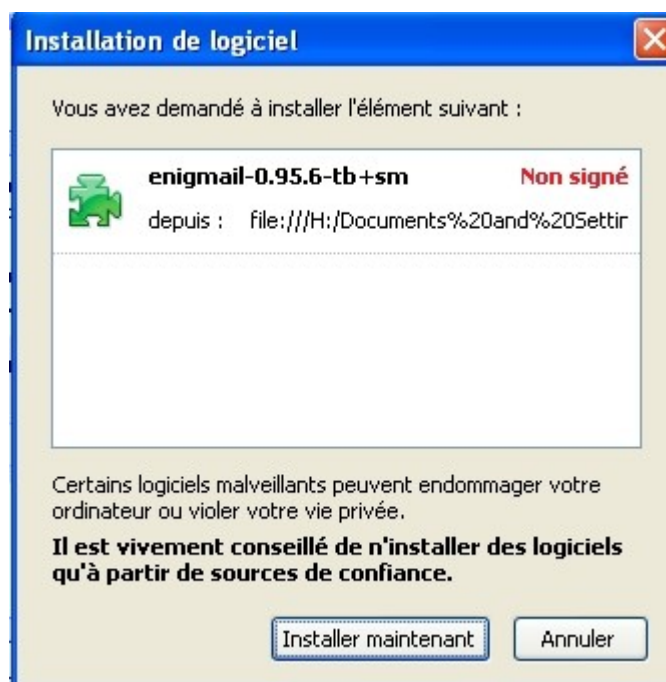 Installation de logiciel
Vous avez demandé à installer l'élément suivant :
enigmail-0.95.6-tb+sm Non signé
depuis : file:///H:/Documents%20and%20Settir
Certains logiciels malveillants peuvent endommager votre
ordinateur ou violer votre vie privée.
Il est vivement conseillé de n'installer des logiciels
qu'à partir de sources de confiance.
Installer maintenant Annuler